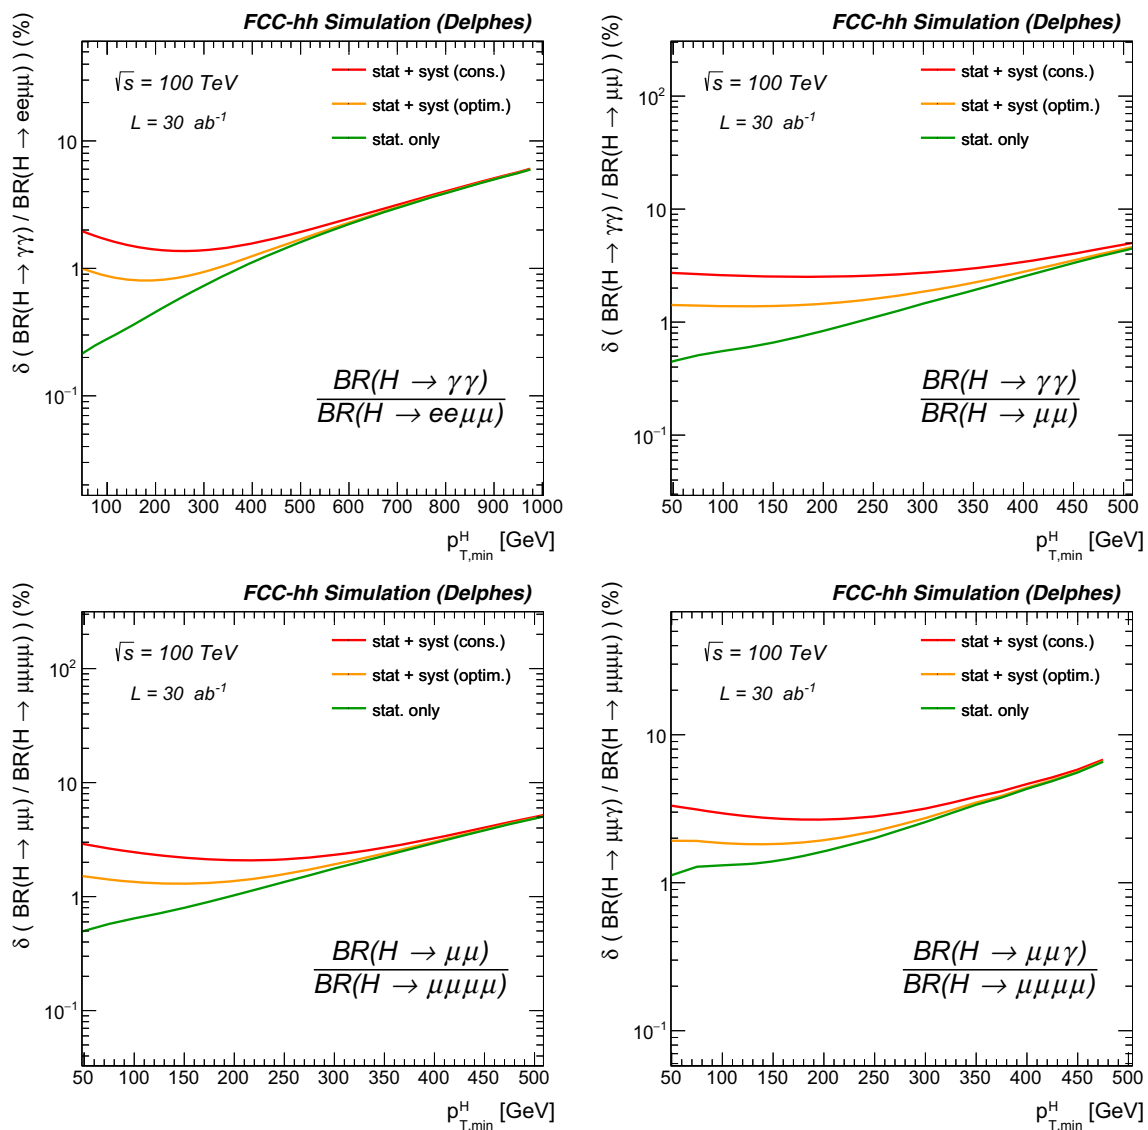 FCC-hh Simulation (Delphes)
δ ( BR(H → γγ) / BR(H → eeμμ) ) (%)
√s = 100 TeV
L = 30 ab⁻¹
stat + syst (cons.)
stat + syst (optim.)
stat. only
10
1
10⁻¹
BR(H → γγ)
BR(H → eeμμ)
100 200 300 400 500 600 700 800 900 1000
p^H_T,min [GeV]
FCC-hh Simulation (Delphes)
δ ( BR(H → γγ) / BR(H → μμ) ) (%)
√s = 100 TeV
L = 30 ab⁻¹
stat + syst (cons.)
stat + syst (optim.)
stat. only
10²
10
1
10⁻¹
BR(H → γγ)
BR(H → μμ)
50 100 150 200 250 300 350 400 450 500
p^H_T,min [GeV]
FCC-hh Simulation (Delphes)
δ ( BR(H → μμ) / BR(H → μμμμ) ) (%)
√s = 100 TeV
L = 30 ab⁻¹
stat + syst (cons.)
stat + syst (optim.)
stat. only
10²
10
1
10⁻¹
BR(H → μμ)
BR(H → μμμμ)
50 100 150 200 250 300 350 400 450 500
p^H_T,min [GeV]
FCC-hh Simulation (Delphes)
δ ( BR(H → μμγ) / BR(H → μμμμ) ) (%)
√s = 100 TeV
L = 30 ab⁻¹
stat + syst (cons.)
stat + syst (optim.)
stat. only
10
1
10⁻¹
BR(H → μμγ)
BR(H → μμμμ)
50 100 150 200 250 300 350 400 450 500
p^H_T,min [GeV]